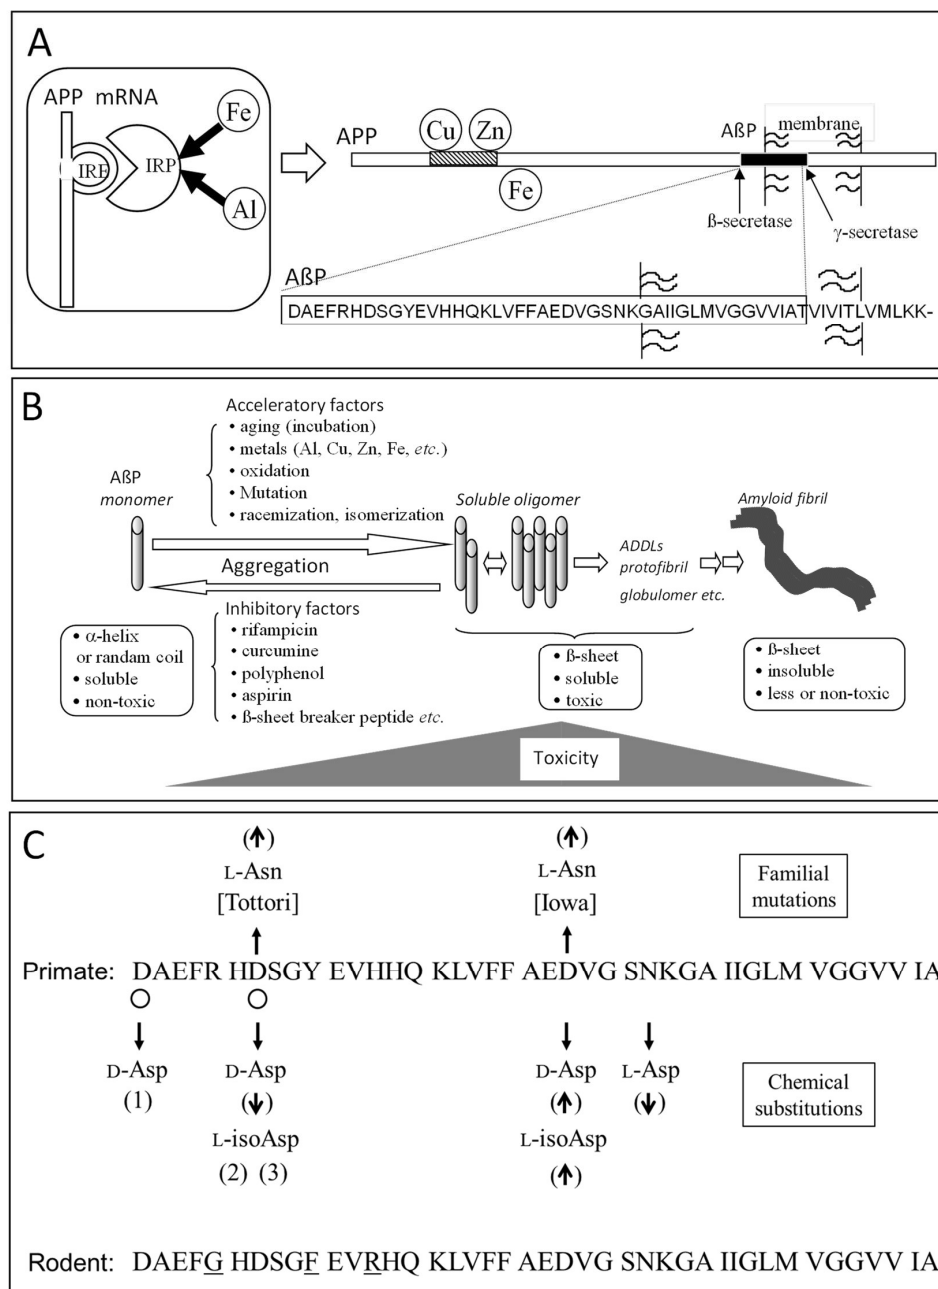 A
APP mRNA
Fe
IRE
IRP
Al
APP
Cu
Zn
Fe
AßP
membrane
ß-secretase
γ-secretase
AßP
DAEFRHDSGYEVHHQKLVFFAEDVGSNKGAIIGLMVGGVVIATVIVITLVMLKK-
B
Acceleratory factors
• aging (incubation)
• metals (Al, Cu, Zn, Fe, etc.)
• oxidation
• Mutation
• racemization, isomerization
AßP
monomer
Soluble oligomer
Amyloid fibril
ADDLs
protofibril
globulomer etc.
Aggregation
Inhibitory factors
• rifampicin
• curcumine
• polyphenol
• aspirin
• ß-sheet breaker peptide etc.
• α-helix
or randam coil
• soluble
• non-toxic
• ß-sheet
• soluble
• toxic
• ß-sheet
• insoluble
• less or non-toxic
Toxicity
C
(↑) (↑)
L-Asn L-Asn
[Tottori] [Iowa]
Familial
mutations
Primate: DAEFR HDSGY EVHHQ KLVFF AEDVG SNKGA IIGLM VGGVV IA
D-Asp D-Asp D-Asp L-Asp
(1) (↓) (↑) (↓)
L-isoAsp L-isoAsp
(2) (3) (↑)
Chemical
substitutions
Rodent: DAEFG HDSGF EVRHQ KLVFF AEDVG SNKGA IIGLM VGGVV IA